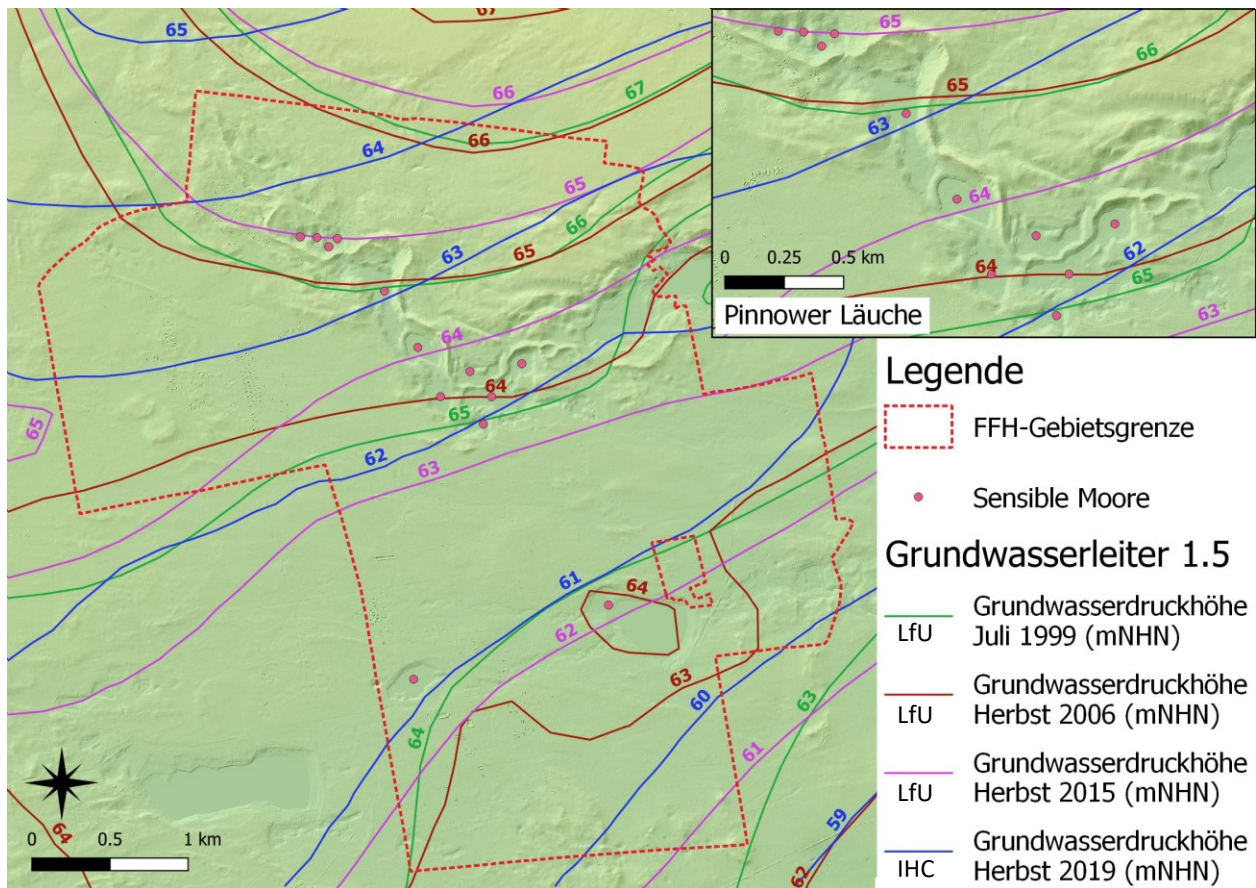 67
65
66
67
66
64
65
66
63
65
64
64
65
65
62
63
61
64
62
63
60
64
63
61
59
64
62
0 0.5 1 km
65
66
65
63
64
62
64
65
63
0 0.25 0.5 km
Pinnower Läuche
Legende
FFH-Gebietsgrenze
Sensible Moore
Grundwasserleiter 1.5
Grundwasserdruckhöhe
LfU Juli 1999 (mNHN)
Grundwasserdruckhöhe
LfU Herbst 2006 (mNHN)
Grundwasserdruckhöhe
LfU Herbst 2015 (mNHN)
Grundwasserdruckhöhe
IHC Herbst 2019 (mNHN)